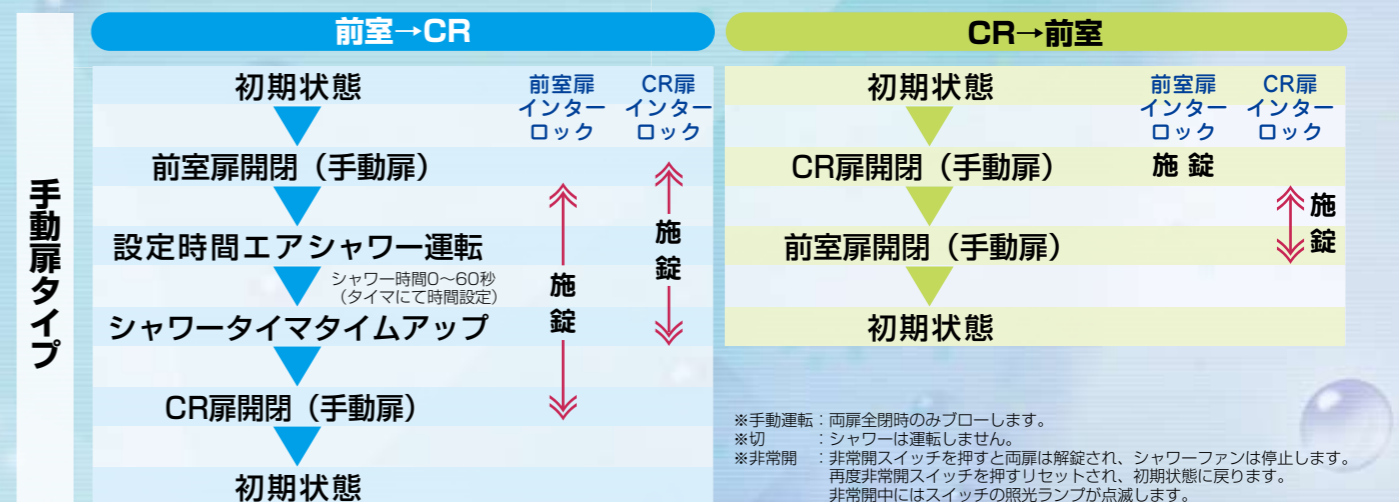 手動扉タイプ
前室→CR
初期状態
前室扉
インター
ロック
CR扉
インター
ロック
前室扉開閉（手動扉）
設定時間エアシャワー運転
シャワー時間0～60秒
（タイマにて時間設定）
シャワータイマタイムアップ
CR扉開閉（手動扉）
初期状態
施錠
施錠
CR→前室
初期状態
前室扉
インター
ロック
CR扉
インター
ロック
CR扉開閉（手動扉）
施錠
前室扉開閉（手動扉）
施錠
初期状態
※手動運転：両扉全閉時のみブローします。
※切　　　：シャワーは運転しません。
※非常開　：非常開スイッチを押すと両扉は解錠され、シャワーファンは停止します。
再度非常開スイッチを押すリセットされ、初期状態に戻ります。
非常開中にはスイッチの照光ランプが点滅します。